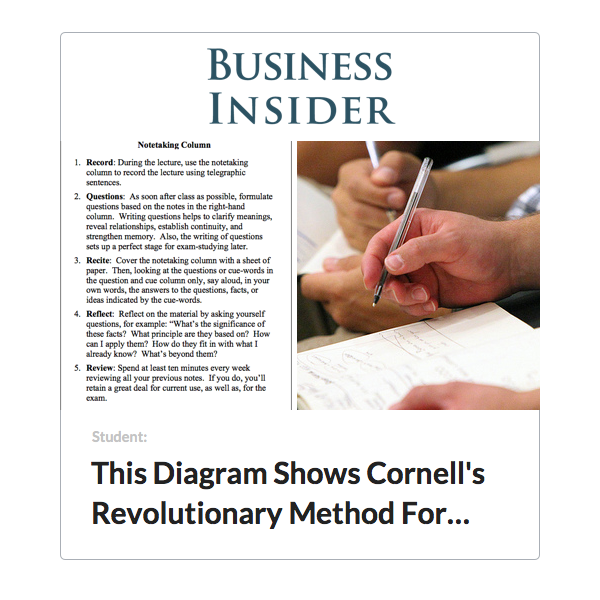 BUSINESS
INSIDER
Notetaking Column
1. Record: During the lecture, use the notetaking
column to record the lecture using telegraphic
sentences.
2. Questions: As soon after class as possible, formulate
questions based on the notes in the right-hand
column. Writing questions helps to clarify meanings,
reveal relationships, establish continuity, and
strengthen memory. Also, the writing of questions
sets up a perfect stage for exam-studying later.
3. Recite: Cover the notetaking column with a sheet of
paper. Then, looking at the questions or cue-words in
the question and cue column only, say aloud, in your
own words, the answers to the questions, facts, or
ideas indicated by the cue-words.
4. Reflect: Reflect on the material by asking yourself
questions, for example: “What’s the significance of
these facts? What principle are they based on? How
can I apply them? How do they fit in with what I
already know? What’s beyond them?
5. Review: Spend at least ten minutes every week
reviewing all your previous notes. If you do, you’ll
retain a great deal for current use, as well as, for the
exam.
Student:
This Diagram Shows Cornell's
Revolutionary Method For...